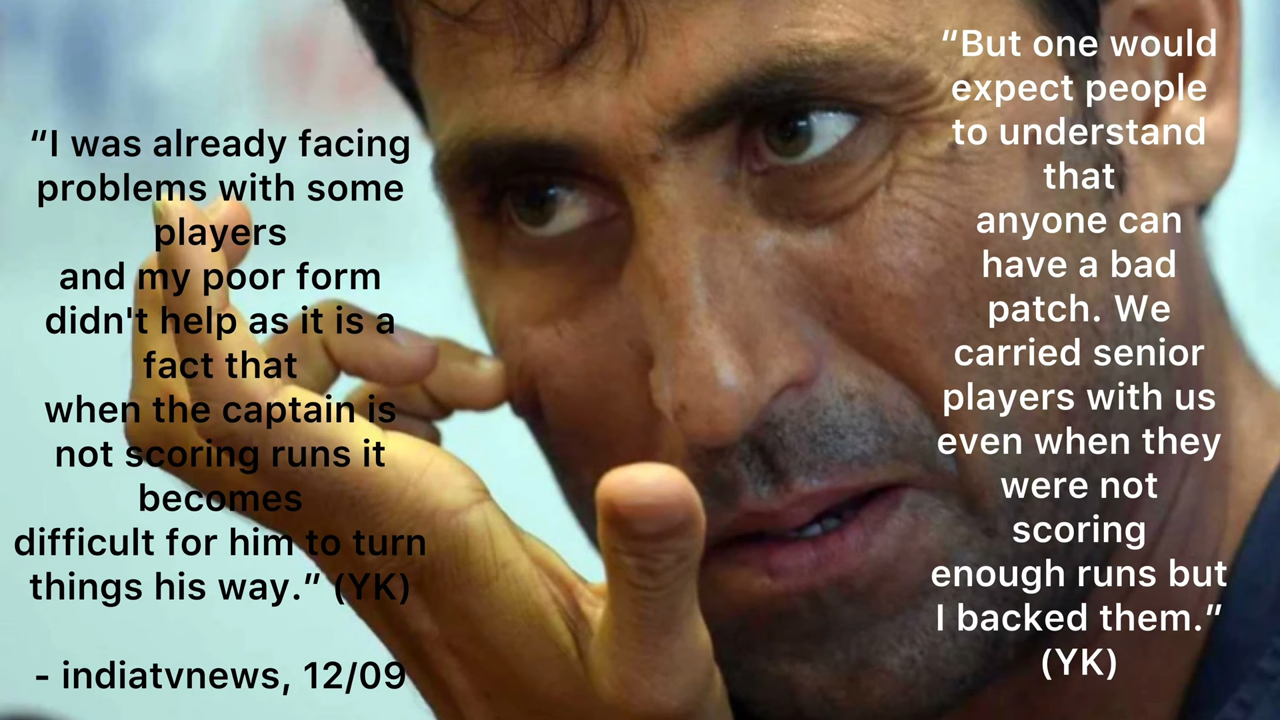 “I was already facing
problems with some
players
and my poor form
didn't help as it is a
fact that
when the captain is
not scoring runs it
becomes
difficult for him to turn
things his way.” (YK)
- indiatvnews, 12/09
“But one would
expect people
to understand
that
anyone can
have a bad
patch. We
carried senior
players with us
even when they
were not
scoring
enough runs but
I backed them.”
(YK)